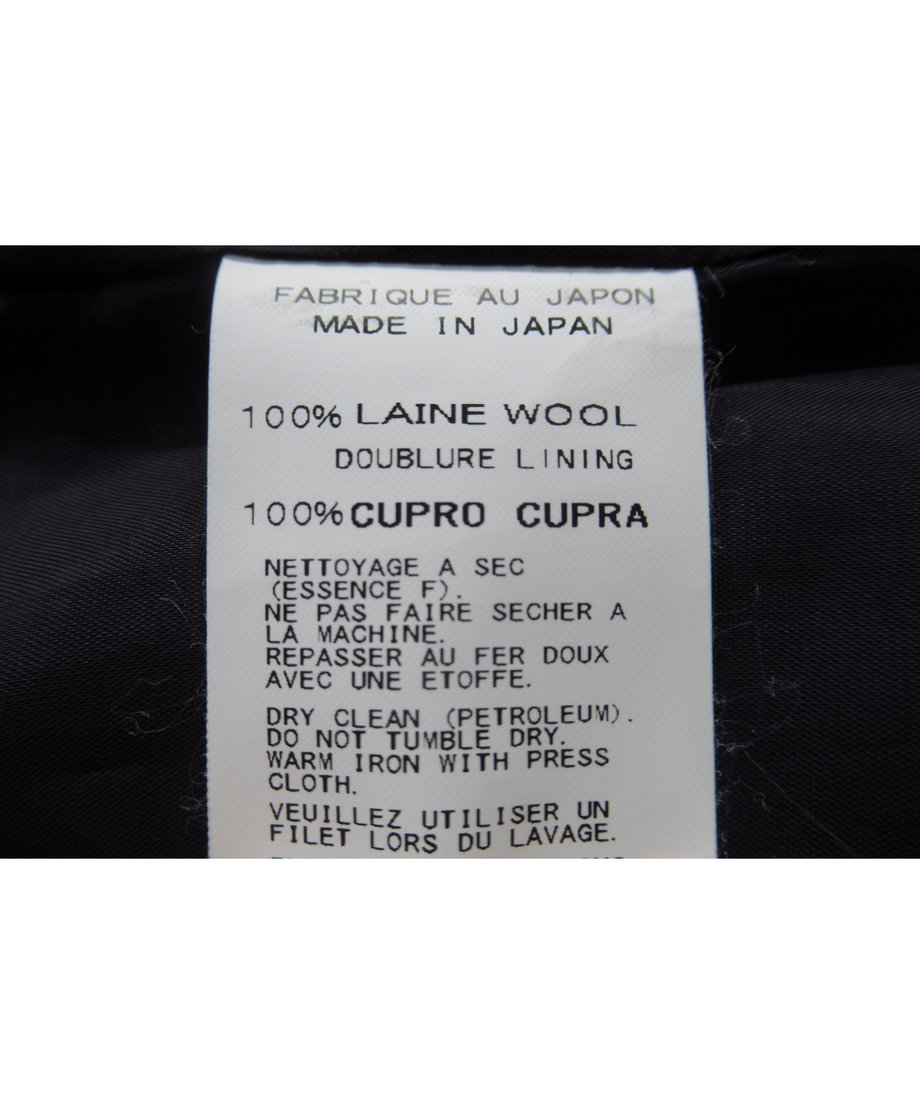 FABRIQUE AU JAPON
MADE IN JAPAN
100% LAINE WOOL
DOUBLURE LINING
100% CUPRO CUPRA
NETTOYAGE A SEC
(ESSENCE F).
NE PAS FAIRE SECHER A
LA MACHINE.
REPASSER AU FER DOUX
AVEC UNE ETOFFE.
DRY CLEAN (PETROLEUM).
DO NOT TUMBLE DRY.
WARM IRON WITH PRESS
CLOTH.
VEUILLEZ UTILISER UN
FILET LORS DU LAVAGE.